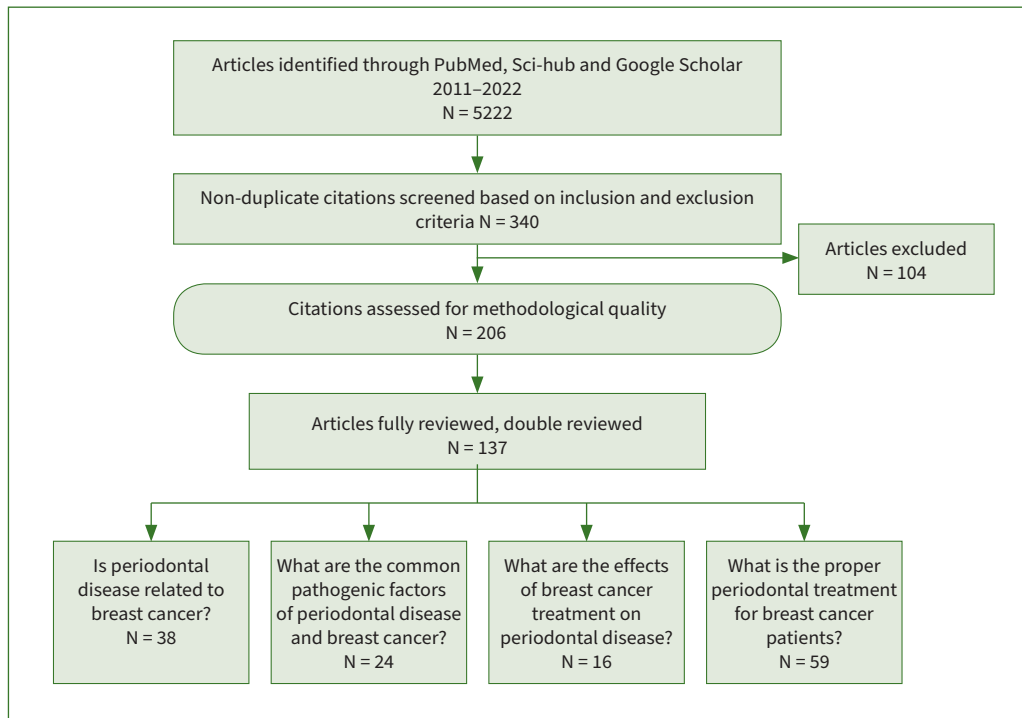 Articles identified through PubMed, Sci-hub and Google Scholar
2011–2022
N = 5222
Non-duplicate citations screened based on inclusion and exclusion
criteria N = 340
Articles excluded
N = 104
Citations assessed for methodological quality
N = 206
Articles fully reviewed, double reviewed
N = 137
Is periodontal
disease related to
breast cancer?
N = 38
What are the common
pathogenic factors
of periodontal disease
and breast cancer?
N = 24
What are the effects
of breast cancer
treatment on
periodontal disease?
N = 16
What is the proper
periodontal treatment
for breast cancer
patients?
N = 59